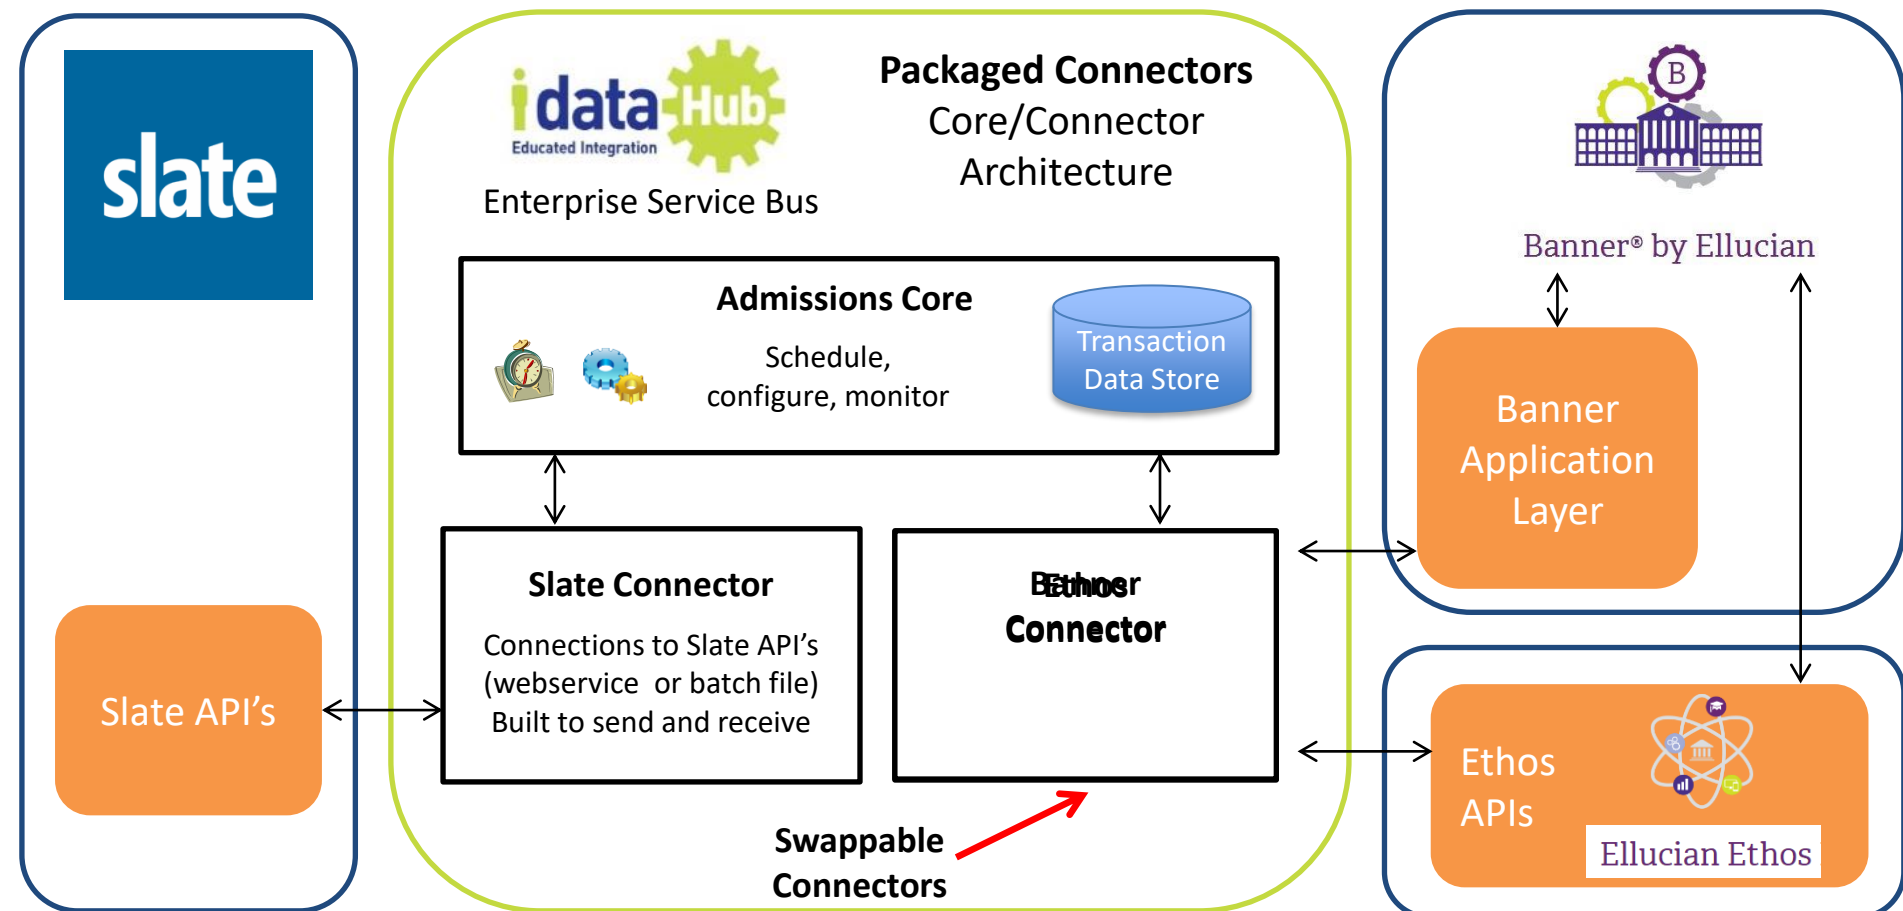 slate
Slate API's
idata Hub
Educated Integration
Enterprise Service Bus
Packaged Connectors
Core/Connector
Architecture
Admissions Core
Schedule,
configure, monitor
Transaction
Data Store
Slate Connector
Connections to Slate API's
(webservice  or batch file)
Built to send and receive
Banner
Ethos
Connector
Swappable
Connectors
B
Banner® by Ellucian
Banner
Application
Layer
Ethos
APIs
Ellucian Ethos